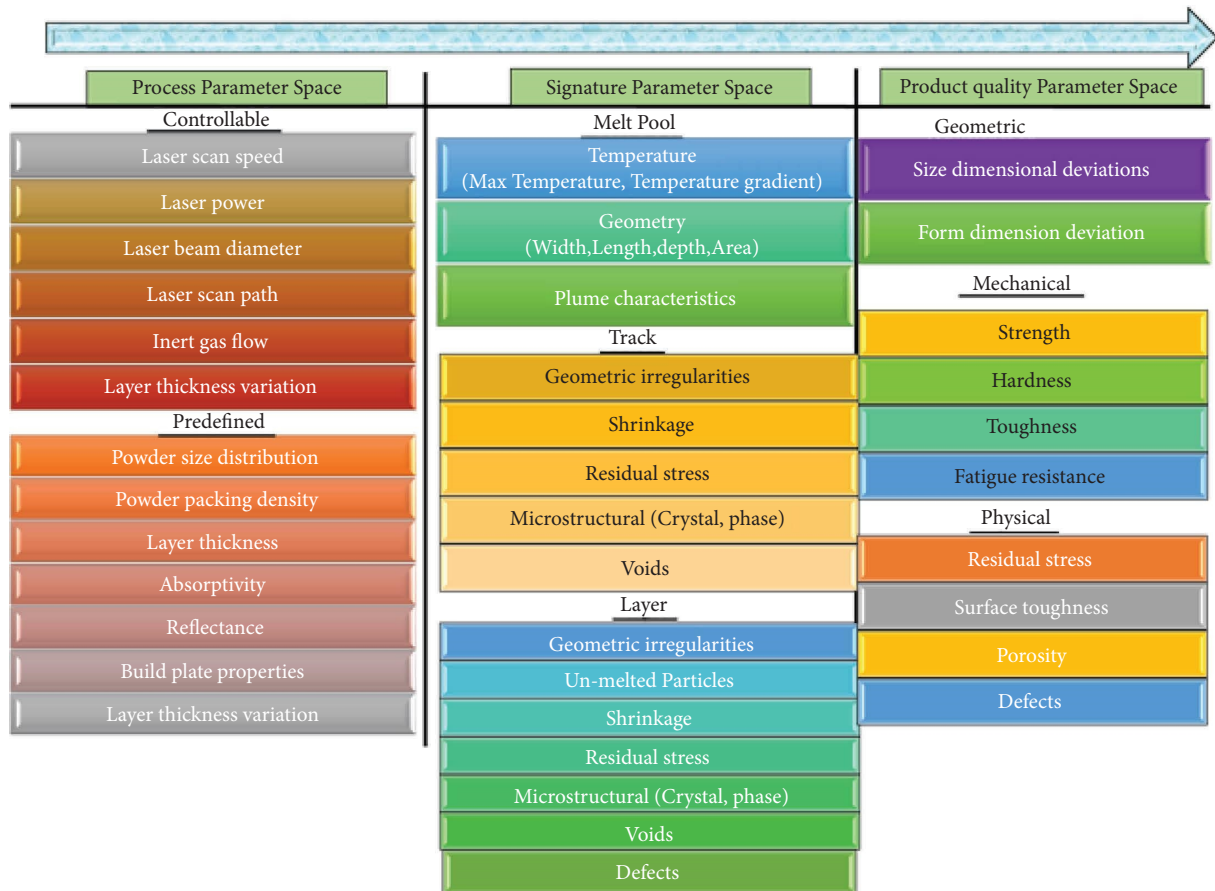 Process Parameter Space
Controllable
Laser scan speed
Laser power
Laser beam diameter
Laser scan path
Inert gas flow
Layer thickness variation
Predefined
Powder size distribution
Powder packing density
Layer thickness
Absorptivity
Reflectance
Build plate properties
Layer thickness variation
Signature Parameter Space
Melt Pool
Temperature
(Max Temperature, Temperature gradient)
Geometry
(Width,Length,depth,Area)
Plume characteristics
Track
Geometric irregularities
Shrinkage
Residual stress
Microstructural (Crystal, phase)
Voids
Layer
Geometric irregularities
Un-melted Particles
Shrinkage
Residual stress
Microstructural (Crystal, phase)
Voids
Defects
Product quality Parameter Space
Geometric
Size dimensional deviations
Form dimension deviation
Mechanical
Strength
Hardness
Toughness
Fatigue resistance
Physical
Residual stress
Surface toughness
Porosity
Defects